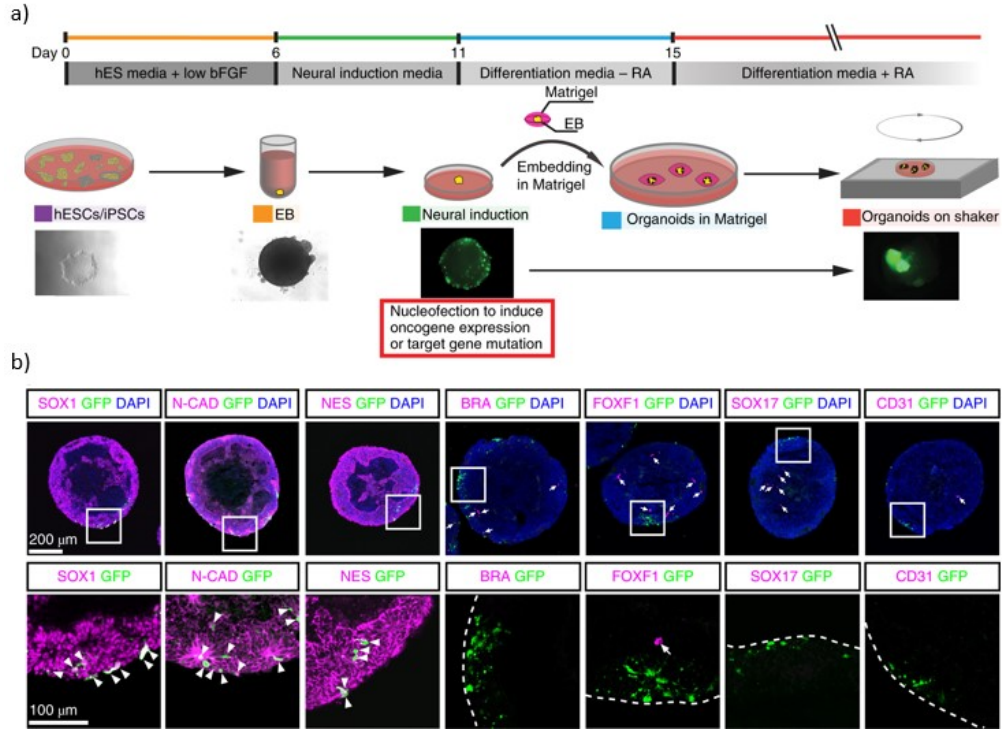 a)
Day 0 6 11 15
hES media + low bFGF Neural induction media Differentiation media – RA Differentiation media + RA
Matrigel
EB
Embedding
in Matrigel
hESCs/iPSCs EB Neural induction Organoids in Matrigel Organoids on shaker
Nucleofection to induce
oncogene expression
or target gene mutation
b)
SOX1 GFP DAPI N-CAD GFP DAPI NES GFP DAPI BRA GFP DAPI FOXF1 GFP DAPI SOX17 GFP DAPI CD31 GFP DAPI
200 μm
SOX1 GFP N-CAD GFP NES GFP BRA GFP FOXF1 GFP SOX17 GFP CD31 GFP
100 μm